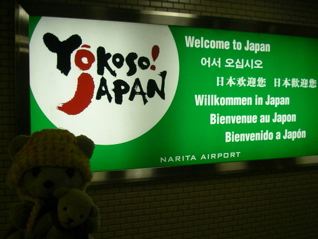 Yōkoso!
JAPAN
Welcome to Japan
어서 오십시오
日本欢迎您 日本歡迎您
Willkommen in Japan
Bienvenue au Japon
Bienvenido a Japón
NARITA AIRPORT